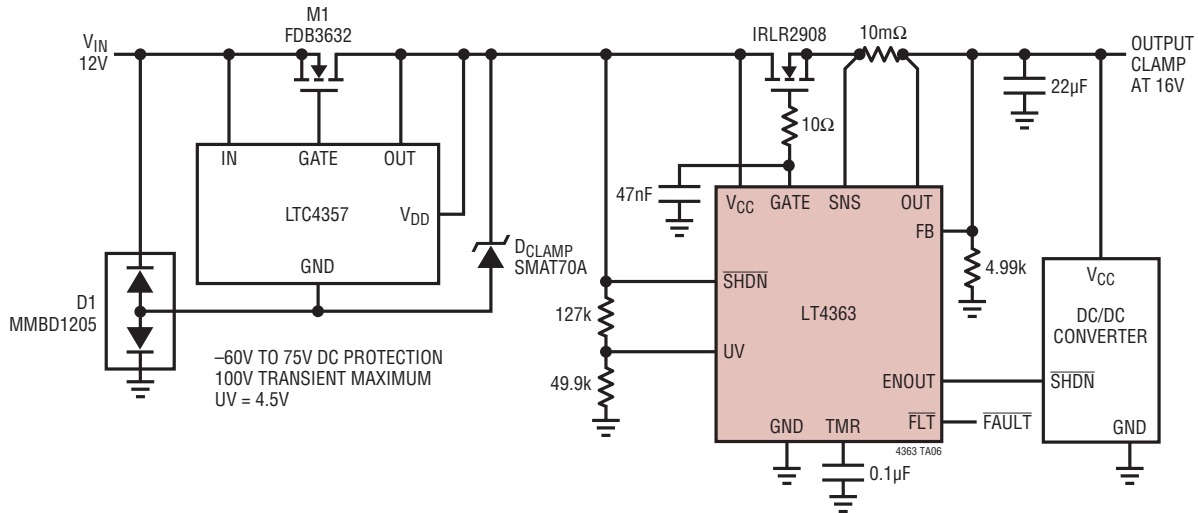 M1
FDB3632
V_IN
12V
IRLR2908
10mΩ
OUTPUT
CLAMP
AT 16V
22µF
10Ω
IN
GATE
OUT
LTC4357
V_DD
GND
47nF
V_CC
GATE
SNS
OUT
FB
D_CLAMP
SMAT70A
4.99k
D1
MMBD1205
SHDN
127k
LT4363
V_CC
DC/DC
CONVERTER
UV
–60V TO 75V DC PROTECTION
100V TRANSIENT MAXIMUM
UV = 4.5V
49.9k
ENOUT
SHDN
GND
TMR
FLT
FAULT
GND
4363 TA06
0.1µF